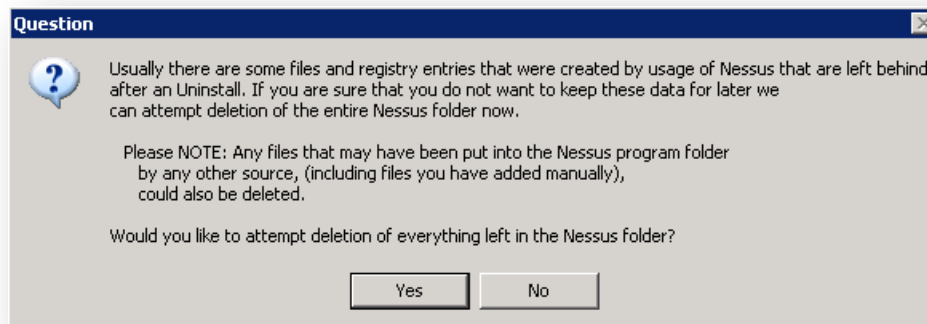 Question
Usually there are some files and registry entries that were created by usage of Nessus that are left behind
after an Uninstall. If you are sure that you do not want to keep these data for later we
can attempt deletion of the entire Nessus folder now.
Please NOTE: Any files that may have been put into the Nessus program folder
by any other source, (including files you have added manually),
could also be deleted.
Would you like to attempt deletion of everything left in the Nessus folder?
Yes No